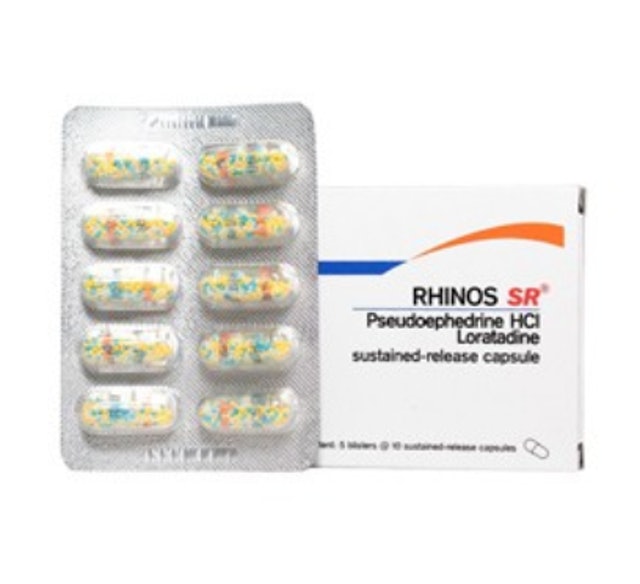 RHINOS SR®
Pseudoephedrine HCl
Loratadine
sustained-release capsule
5 blisters @ 10 sustained-release capsules